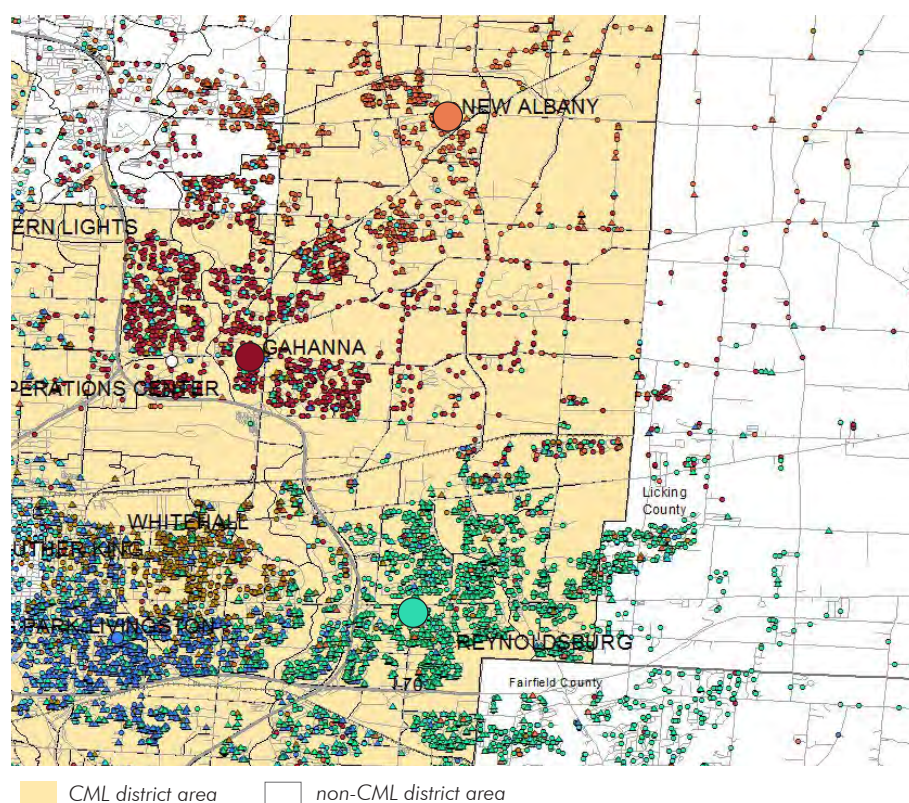 NEW ALBANY
ERN LIGHTS
GAHANNA
PERATIONS CENTER
Licking
County
WHITEHALL
UTHER KING
PARK LIVINGSTON
REYNOLDSBURG
I-70
Fairfield County
CML district area
non-CML district area